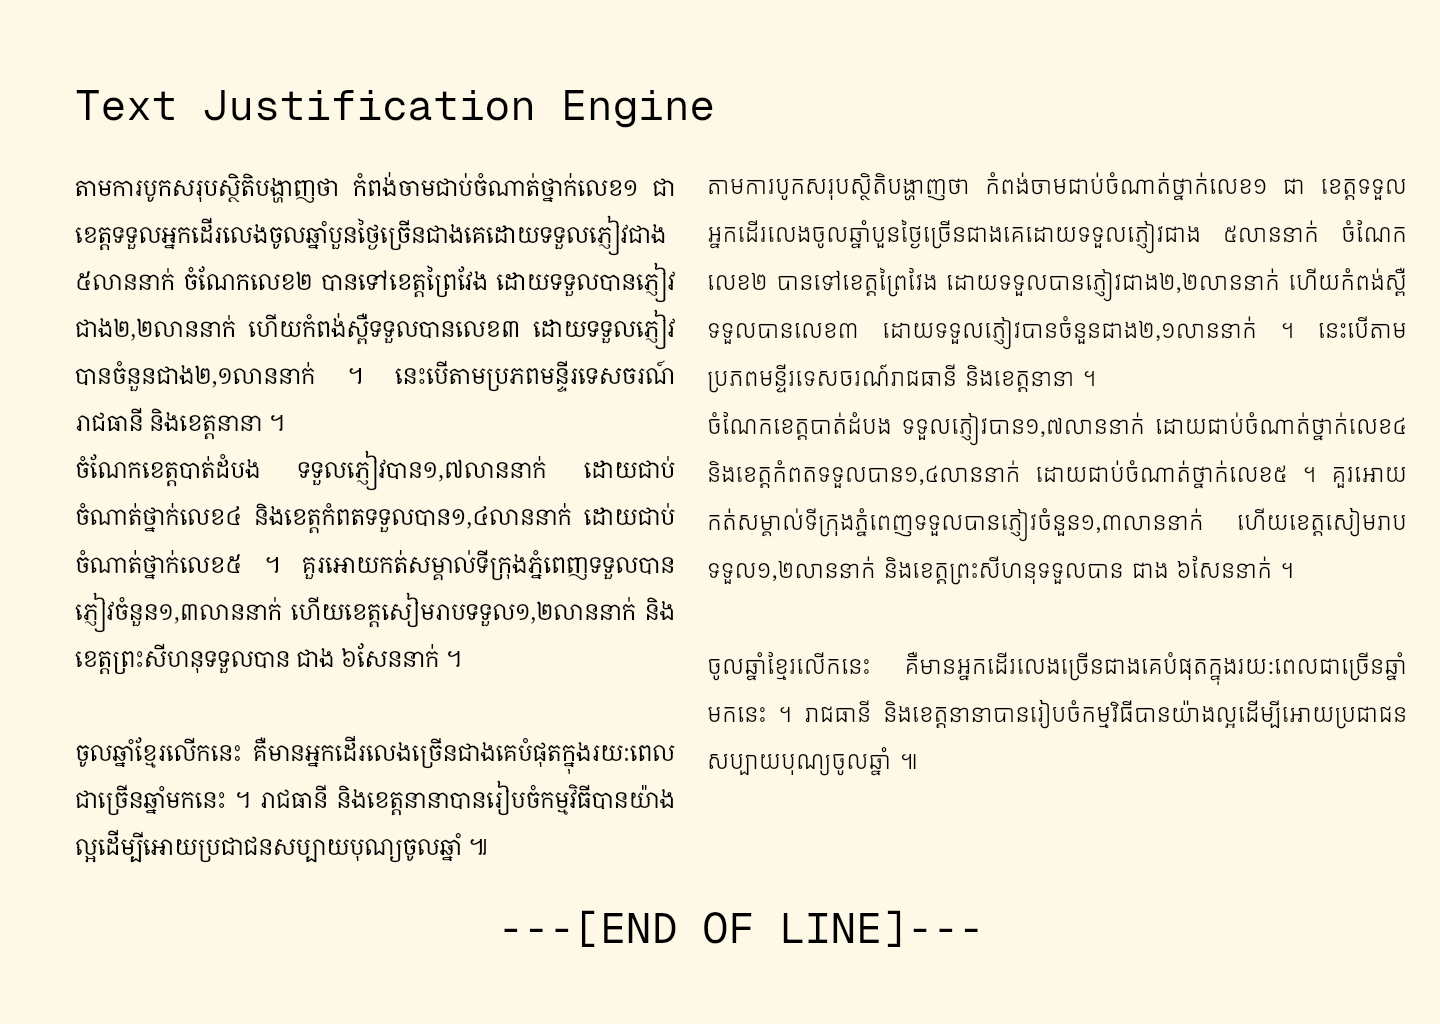 Text Justification Engine
តាមការបូកសរុបស្ថិតិបង្ហាញថា កំពង់ចាមជាប់ចំណាត់ថ្នាក់លេខ១ ជា
ខេត្តទទួលអ្នកដើរលេងចូលឆ្នាំបួនថ្ងៃច្រើនជាងគេដោយទទួលភ្ញៀវជាង
៥លាននាក់ ចំណែកលេខ២ បានទៅខេត្តព្រៃវែង ដោយទទួលបានភ្ញៀវ
ជាង២,២លាននាក់ ហើយកំពង់ស្ពឺទទួលបានលេខ៣ ដោយទទួលភ្ញៀវ
បានចំនួនជាង២,១លាននាក់ ។ នេះបើតាមប្រភពមន្ទីរទេសចរណ៍
រាជធានី និងខេត្តនានា ។
ចំណែកខេត្តបាត់ដំបង ទទួលភ្ញៀវបាន១,៧លាននាក់ ដោយជាប់
ចំណាត់ថ្នាក់លេខ៤ និងខេត្តកំពតទទួលបាន១,៤លាននាក់ ដោយជាប់
ចំណាត់ថ្នាក់លេខ៥ ។ គួរអោយកត់សម្គាល់ទីក្រុងភ្នំពេញទទួលបាន
ភ្ញៀវចំនួន១,៣លាននាក់ ហើយខេត្តសៀមរាបទទួល១,២លាននាក់ និង
ខេត្តព្រះសីហនុទទួលបាន ជាង ៦សែននាក់ ។
ចូលឆ្នាំខ្មែរលើកនេះ គឺមានអ្នកដើរលេងច្រើនជាងគេបំផុតក្នុងរយ:ពេល
ជាច្រើនឆ្នាំមកនេះ ។ រាជធានី និងខេត្តនានាបានរៀបចំកម្មវិធីបានយ៉ាង
ល្អដើម្បីអោយប្រជាជនសប្បាយបុណ្យចូលឆ្នាំ ៕
តាមការបូកសរុបស្ថិតិបង្ហាញថា កំពង់ចាមជាប់ចំណាត់ថ្នាក់លេខ១ ជា ខេត្តទទួល
អ្នកដើរលេងចូលឆ្នាំបួនថ្ងៃច្រើនជាងគេដោយទទួលភ្ញៀវជាង ៥លាននាក់ ចំណែក
លេខ២ បានទៅខេត្តព្រៃវែង ដោយទទួលបានភ្ញៀវជាង២,២លាននាក់ ហើយកំពង់ស្ពឺ
ទទួលបានលេខ៣ ដោយទទួលភ្ញៀវបានចំនួនជាង២,១លាននាក់ ។ នេះបើតាម
ប្រភពមន្ទីរទេសចរណ៍រាជធានី និងខេត្តនានា ។
ចំណែកខេត្តបាត់ដំបង ទទួលភ្ញៀវបាន១,៧លាននាក់ ដោយជាប់ចំណាត់ថ្នាក់លេខ៤
និងខេត្តកំពតទទួលបាន១,៤លាននាក់ ដោយជាប់ចំណាត់ថ្នាក់លេខ៥ ។ គួរអោយ
កត់សម្គាល់ទីក្រុងភ្នំពេញទទួលបានភ្ញៀវចំនួន១,៣លាននាក់ ហើយខេត្តសៀមរាប
ទទួល១,២លាននាក់ និងខេត្តព្រះសីហនុទទួលបាន ជាង ៦សែននាក់ ។
ចូលឆ្នាំខ្មែរលើកនេះ គឺមានអ្នកដើរលេងច្រើនជាងគេបំផុតក្នុងរយ:ពេលជាច្រើនឆ្នាំ
មកនេះ ។ រាជធានី និងខេត្តនានាបានរៀបចំកម្មវិធីបានយ៉ាងល្អដើម្បីអោយប្រជាជន
សប្បាយបុណ្យចូលឆ្នាំ ៕
---[END OF LINE]---